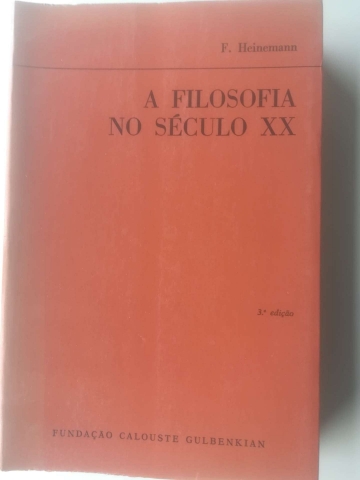 F. Heinemann
A FILOSOFIA
NO SÉCULO XX
3.ª edição
FUNDAÇÃO CALOUSTE GULBENKIAN